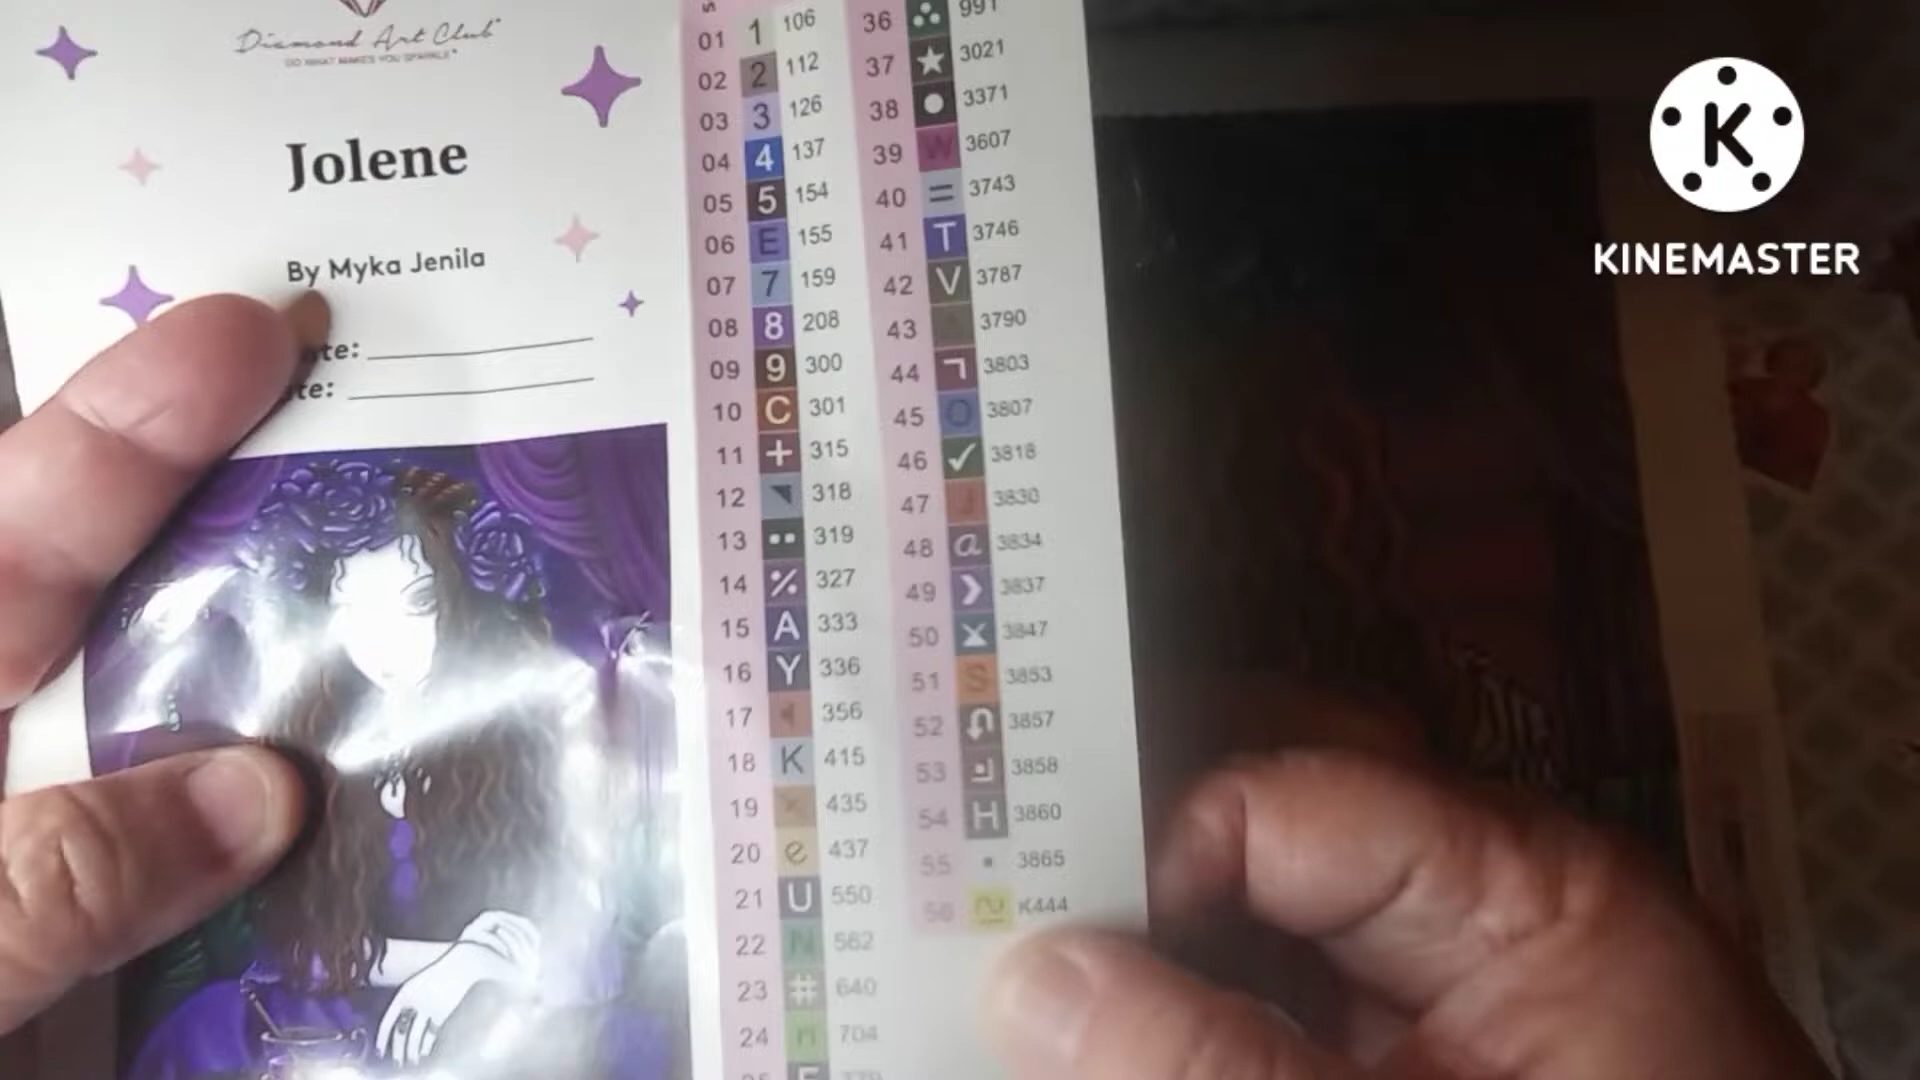 Diamond Art Club
DO WHAT MAKES YOU SPARKLE
Jolene
By Myka Jenila
te:
te:
01 1 106
02 2 112
03 3 126
04 4 137
05 5 154
06 E 155
07 7 159
08 8 208
09 9 300
10 C 301
11 + 315
12 318
13 319
14 % 327
15 A 333
16 Y 336
17 356
18 K 415
19 435
20 e 437
21 U 550
22 N 562
23 # 640
24 n 704
36 991
37 ★ 3021
38 ● 3371
39 W 3607
40 = 3743
41 T 3746
42 V 3787
43 3790
44 3803
45 O 3807
46 ✓ 3818
47 J 3830
48 a 3834
49 3837
50 3847
51 S 3853
52 3857
53 3858
54 H 3860
55 3865
56 K444
K
KINEMASTER